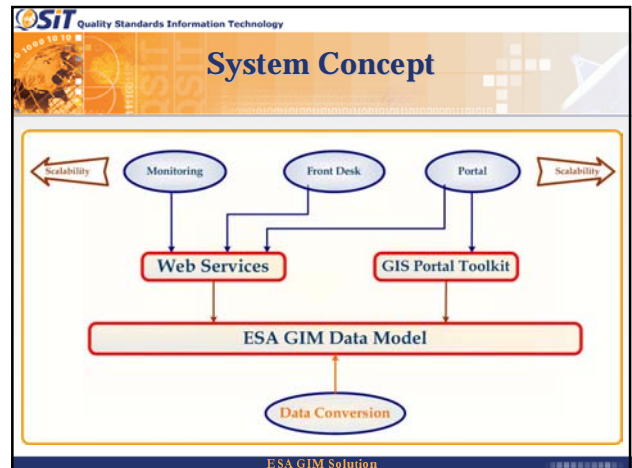 QSiT Quality Standards Information Technology
System Concept
Scalability
Monitoring
Front Desk
Portal
Scalability
Web Services
GIS Portal Toolkit
ESA GIM Data Model
Data Conversion
ESA GIM Solution